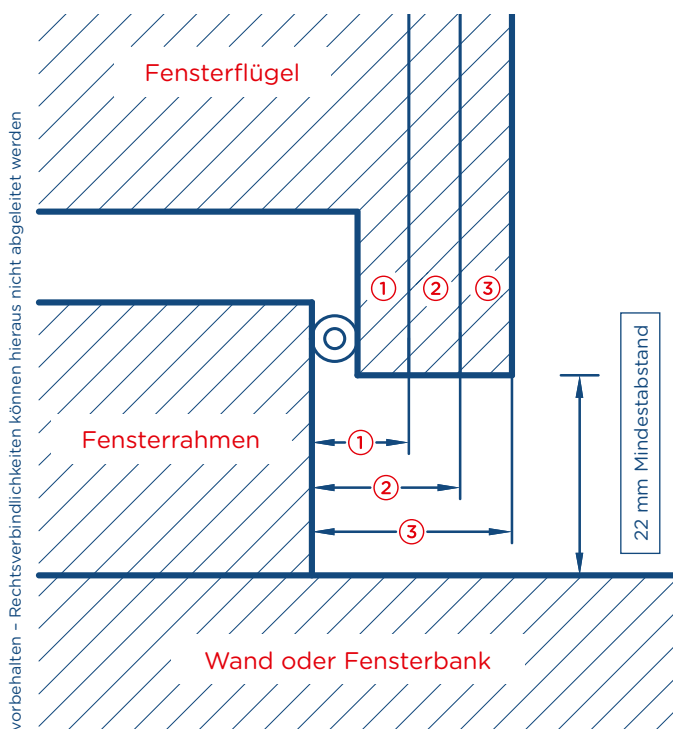 Fensterflügel
① ② ③
Fensterrahmen
①
②
③
22 mm Mindestabstand
Wand oder Fensterbank
vorbehalten – Rechtsverbindlichkeiten können hieraus nicht abgeleitet werden